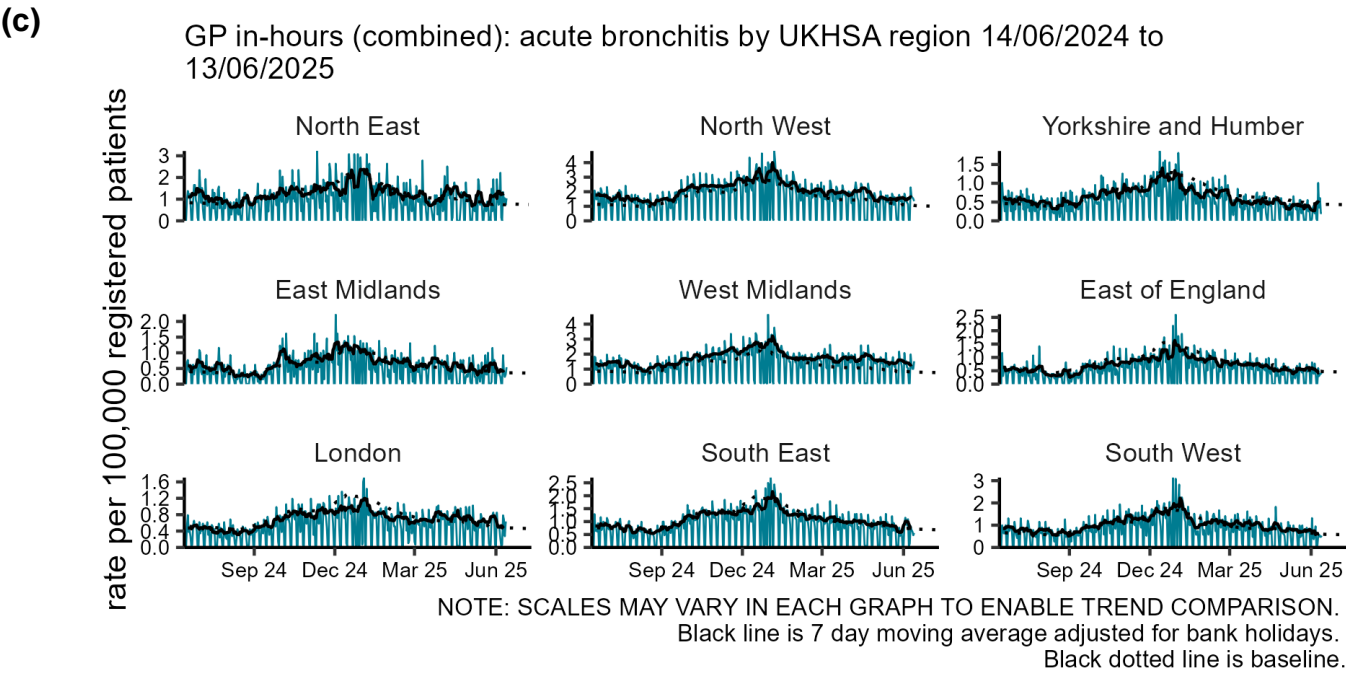 (c)
GP in-hours (combined): acute bronchitis by UKHSA region 14/06/2024 to
13/06/2025
rate per 100,000 registered patients
North East
3
2
1
0
North West
4
3
2
1
0
Yorkshire and Humber
1.5
1.0
0.5
0.0
East Midlands
2.0
1.5
1.0
0.5
0.0
West Midlands
4
3
2
1
0
East of England
2.5
2.0
1.5
1.0
0.5
0.0
London
1.6
1.2
0.8
0.4
0.0
South East
2.5
2.0
1.5
1.0
0.5
0.0
South West
3
2
1
0
Sep 24 Dec 24 Mar 25 Jun 25
Sep 24 Dec 24 Mar 25 Jun 25
Sep 24 Dec 24 Mar 25 Jun 25
NOTE: SCALES MAY VARY IN EACH GRAPH TO ENABLE TREND COMPARISON.
Black line is 7 day moving average adjusted for bank holidays.
Black dotted line is baseline.